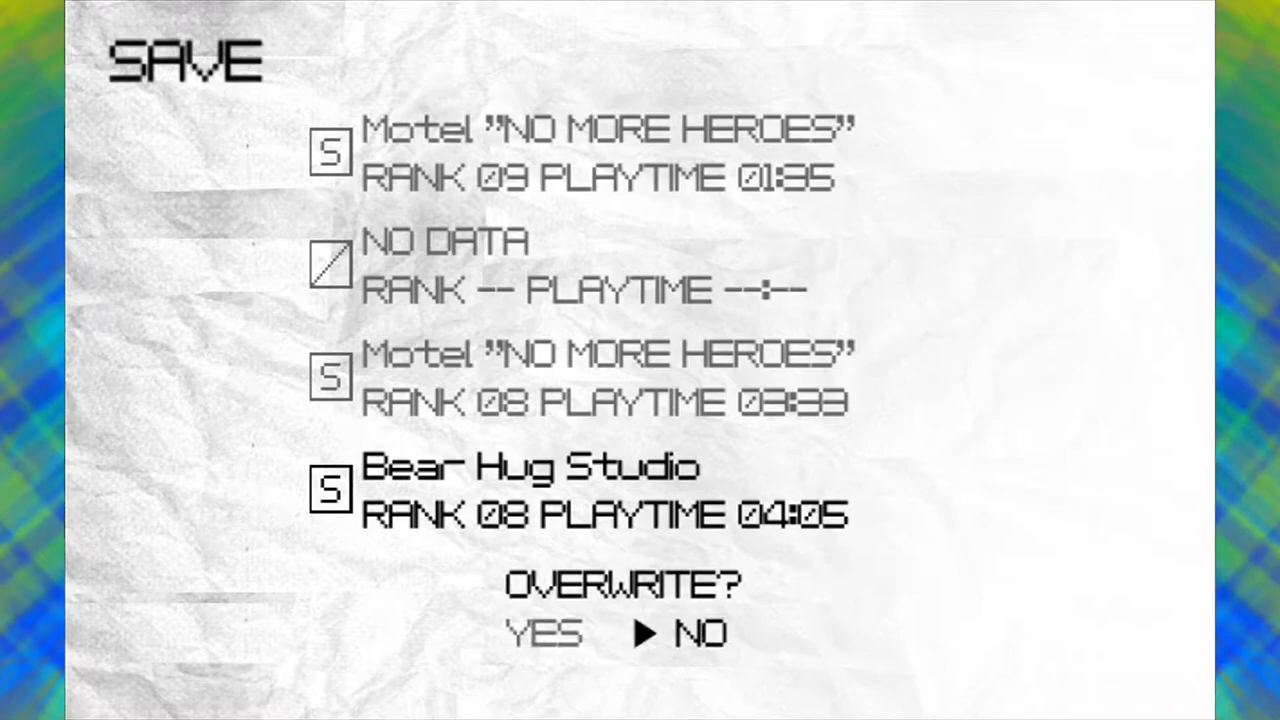 SAVE
S
Motel ”NO MORE HEROES”
RANK 09 PLAYTIME 01:35
NO DATA
RANK -- PLAYTIME --:--
S
Motel ”NO MORE HEROES”
RANK 08 PLAYTIME 03:33
S
Bear Hug Studio
RANK 08 PLAYTIME 04:05
OVERWRITE?
YES ▶ NO